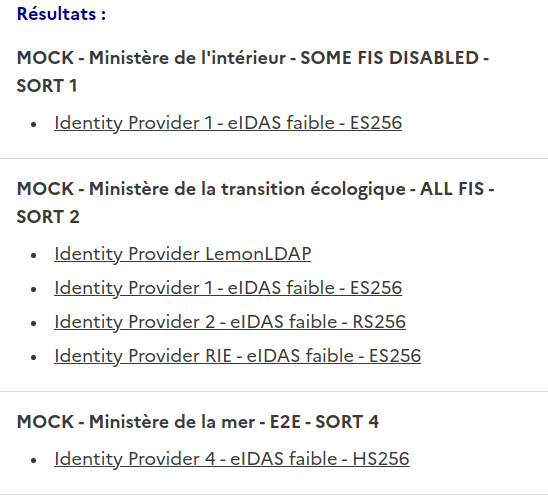 Résultats :
MOCK - Ministère de l'intérieur - SOME FIS DISABLED -
SORT 1
Identity Provider 1 - eIDAS faible - ES256
MOCK - Ministère de la transition écologique - ALL FIS -
SORT 2
Identity Provider LemonLDAP
Identity Provider 1 - eIDAS faible - ES256
Identity Provider 2 - eIDAS faible - RS256
Identity Provider RIE - eIDAS faible - ES256
MOCK - Ministère de la mer - E2E - SORT 4
Identity Provider 4 - eIDAS faible - HS256